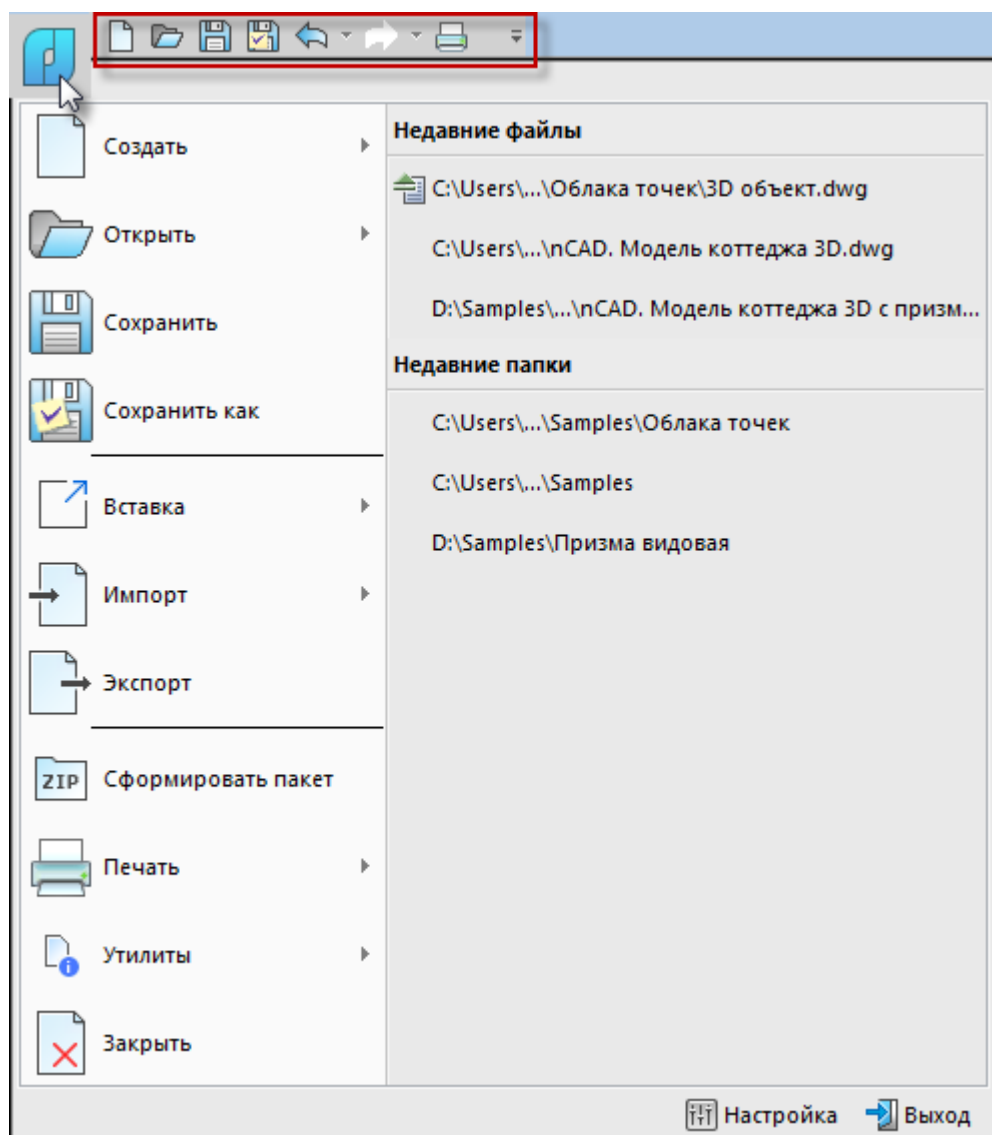 Создать
Открыть
Сохранить
Сохранить как
Вставка
Импорт
Экспорт
ZIP
Сформировать пакет
Печать
Утилиты
Закрыть
Недавние файлы
C:\Users\...\Облака точек\3D объект.dwg
C:\Users\...\nCAD. Модель коттеджа 3D.dwg
D:\Samples\...\nCAD. Модель коттеджа 3D с призм...
Недавние папки
C:\Users\...\Samples\Облака точек
C:\Users\...\Samples
D:\Samples\Призма видовая
Настройка
Выход